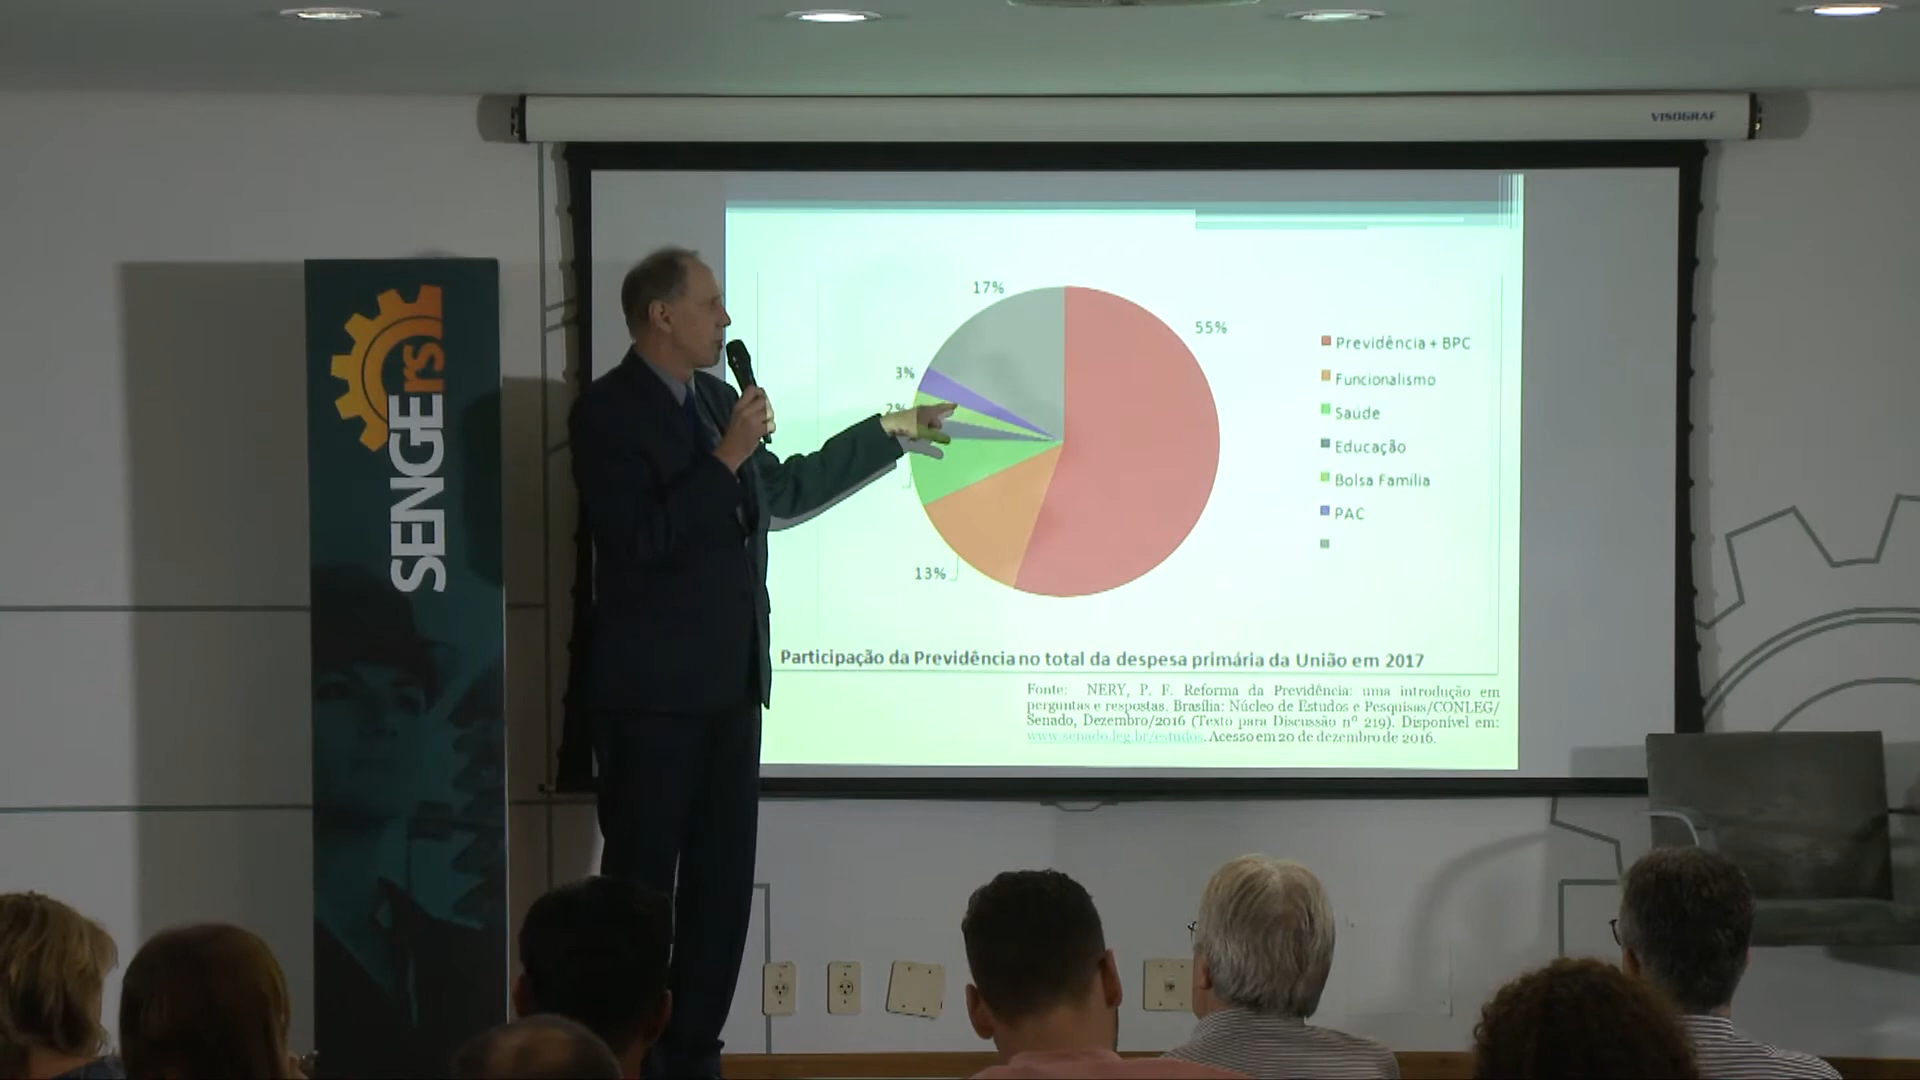 VISOGRAF
SENGE rs
17%
55%
3%
2%
13%
Previdência + BPC
Funcionalismo
Saúde
Educação
Bolsa Família
PAC
Participação da Previdência no total da despesa primária da União em 2017
Fonte: NERY, P. F. Reforma da Previdência: uma introdução em
perguntas e respostas. Brasília: Núcleo de Estudos e Pesquisas/CONLEG/
Senado, Dezembro/2016 (Texto para Discussão nº 219). Disponível em:
www.senado.leg.br/estudos. Acesso em 20 de dezembro de 2016.